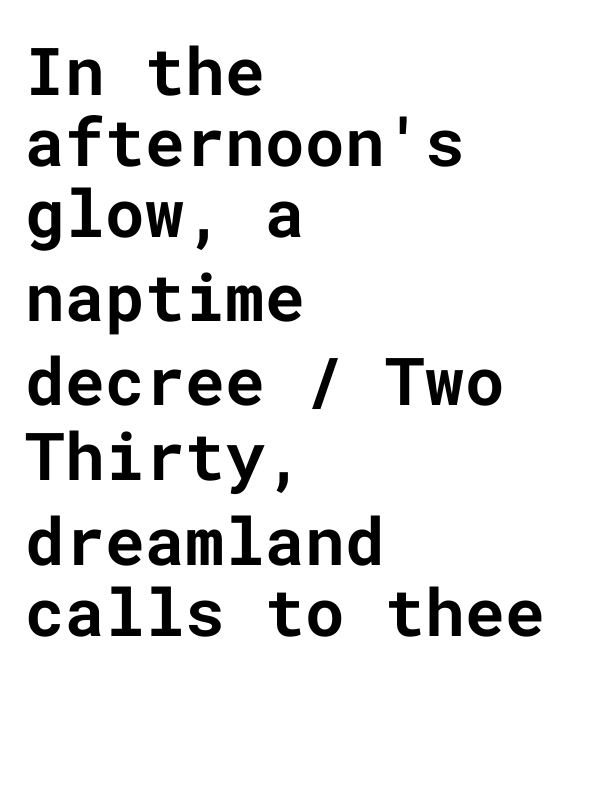 In the
afternoon's
glow, a
naptime
decree / Two
Thirty,
dreamland
calls to thee